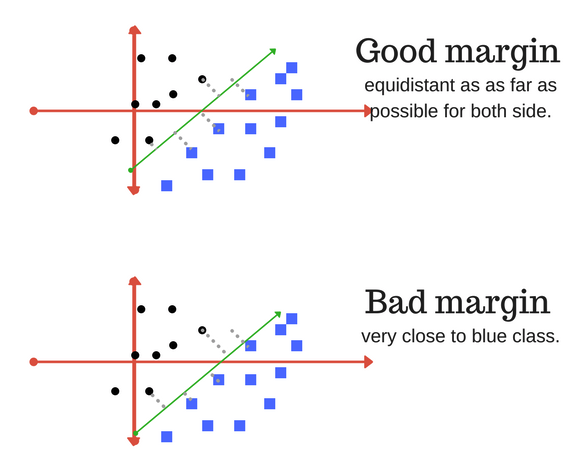 Good margin
equidistant as as far as
possible for both side.
Bad margin
very close to blue class.